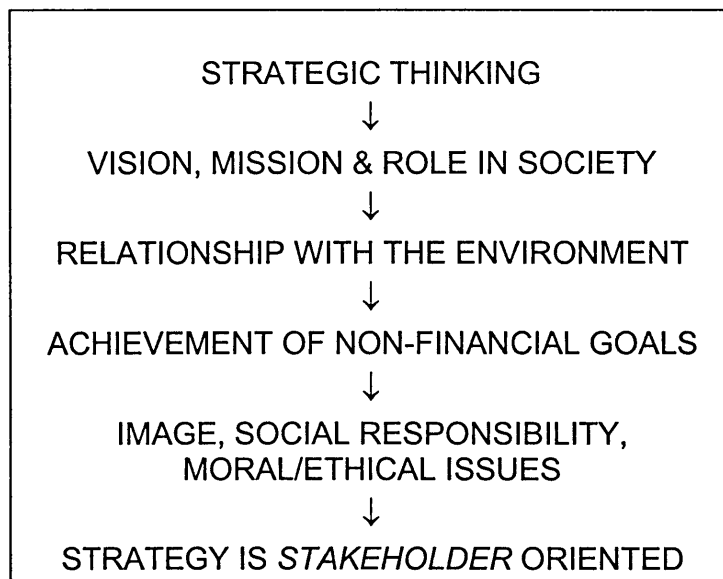 STRATEGIC THINKING
↓
VISION, MISSION & ROLE IN SOCIETY
↓
RELATIONSHIP WITH THE ENVIRONMENT
↓
ACHIEVEMENT OF NON-FINANCIAL GOALS
↓
IMAGE, SOCIAL RESPONSIBILITY,
MORAL/ETHICAL ISSUES
↓
STRATEGY IS STAKEHOLDER ORIENTED